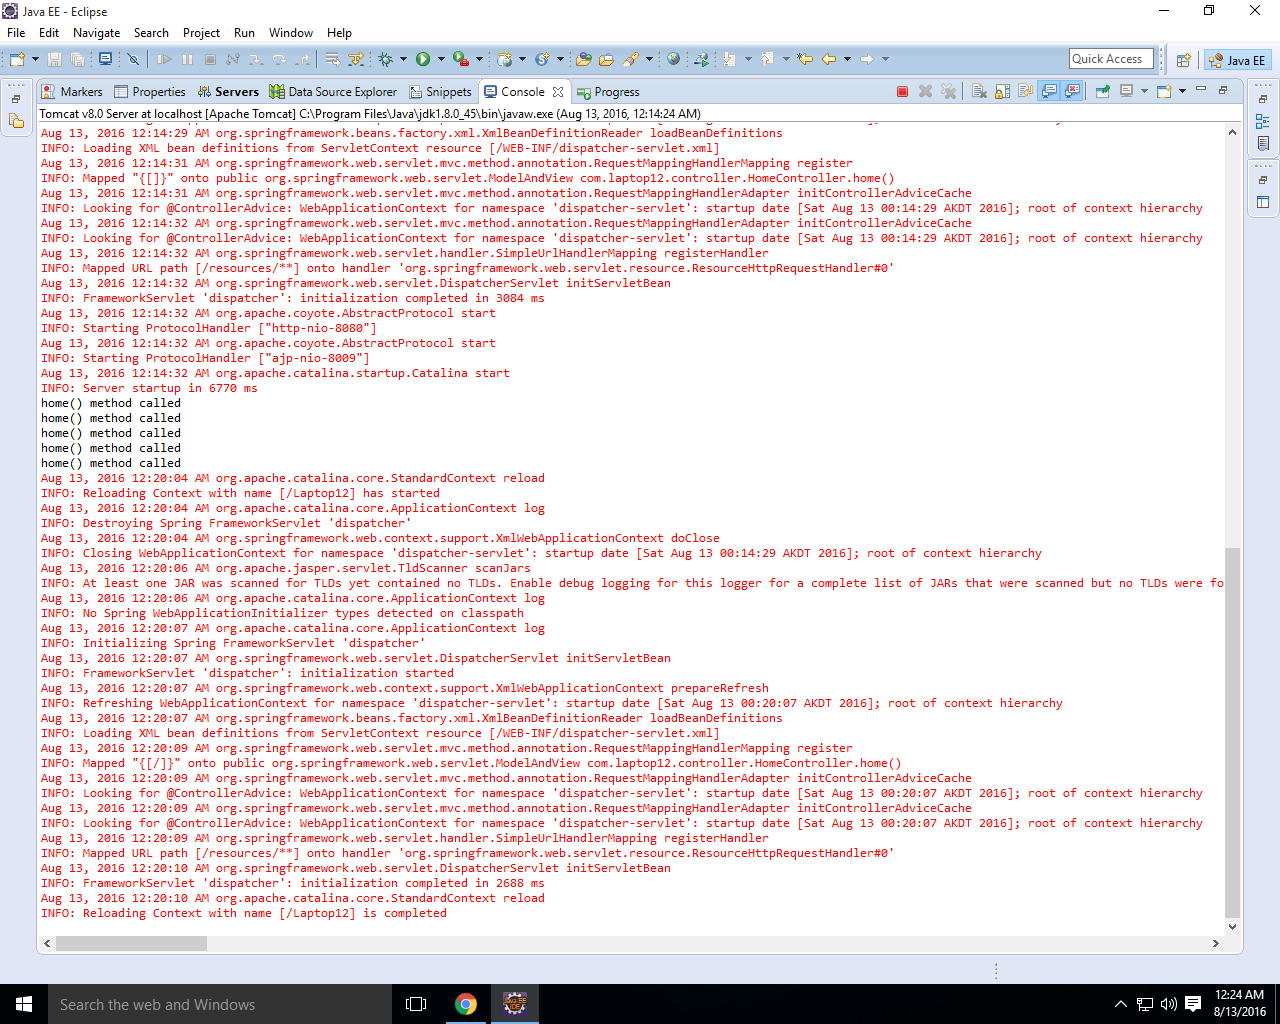 Java EE - Eclipse
File Edit Navigate Search Project Run Window Help
Quick Access Java EE
Markers Properties Servers Data Source Explorer Snippets Console Progress
Tomcat v8.0 Server at localhost [Apache Tomcat] C:\Program Files\Java\jdk1.8.0_45\bin\javaw.exe (Aug 13, 2016, 12:14:24 AM)
Aug 13, 2016 12:14:29 AM org.springframework.beans.factory.xml.XmlBeanDefinitionReader loadBeanDefinitions
INFO: Loading XML bean definitions from ServletContext resource [/WEB-INF/dispatcher-servlet.xml]
Aug 13, 2016 12:14:31 AM org.springframework.web.servlet.mvc.method.annotation.RequestMappingHandlerMapping register
INFO: Mapped "{[]}" onto public org.springframework.web.servlet.ModelAndView com.laptop12.controller.HomeController.home()
Aug 13, 2016 12:14:31 AM org.springframework.web.servlet.mvc.method.annotation.RequestMappingHandlerAdapter initControllerAdviceCache
INFO: Looking for @ControllerAdvice: WebApplicationContext for namespace 'dispatcher-servlet': startup date [Sat Aug 13 00:14:29 AKDT 2016]; root of context hierarchy
Aug 13, 2016 12:14:32 AM org.springframework.web.servlet.mvc.method.annotation.RequestMappingHandlerAdapter initControllerAdviceCache
INFO: Looking for @ControllerAdvice: WebApplicationContext for namespace 'dispatcher-servlet': startup date [Sat Aug 13 00:14:29 AKDT 2016]; root of context hierarchy
Aug 13, 2016 12:14:32 AM org.springframework.web.servlet.handler.SimpleUrlHandlerMapping registerHandler
INFO: Mapped URL path [/resources/**] onto handler 'org.springframework.web.servlet.resource.ResourceHttpRequestHandler#0'
Aug 13, 2016 12:14:32 AM org.springframework.web.servlet.DispatcherServlet initServletBean
INFO: FrameworkServlet 'dispatcher': initialization completed in 3084 ms
Aug 13, 2016 12:14:32 AM org.apache.coyote.AbstractProtocol start
INFO: Starting ProtocolHandler ["http-nio-8080"]
Aug 13, 2016 12:14:32 AM org.apache.coyote.AbstractProtocol start
INFO: Starting ProtocolHandler ["ajp-nio-8009"]
Aug 13, 2016 12:14:32 AM org.apache.catalina.startup.Catalina start
INFO: Server startup in 6770 ms
home() method called
home() method called
home() method called
home() method called
home() method called
Aug 13, 2016 12:20:04 AM org.apache.catalina.core.StandardContext reload
INFO: Reloading Context with name [/Laptop12] has started
Aug 13, 2016 12:20:04 AM org.apache.catalina.core.ApplicationContext log
INFO: Destroying Spring FrameworkServlet 'dispatcher'
Aug 13, 2016 12:20:04 AM org.springframework.web.context.support.XmlWebApplicationContext doClose
INFO: Closing WebApplicationContext for namespace 'dispatcher-servlet': startup date [Sat Aug 13 00:14:29 AKDT 2016]; root of context hierarchy
Aug 13, 2016 12:20:06 AM org.apache.jasper.servlet.TldScanner scanJars
INFO: At least one JAR was scanned for TLDs yet contained no TLDs. Enable debug logging for this logger for a complete list of JARs that were scanned but no TLDs were fo
Aug 13, 2016 12:20:06 AM org.apache.catalina.core.ApplicationContext log
INFO: No Spring WebApplicationInitializer types detected on classpath
Aug 13, 2016 12:20:07 AM org.apache.catalina.core.ApplicationContext log
INFO: Initializing Spring FrameworkServlet 'dispatcher'
Aug 13, 2016 12:20:07 AM org.springframework.web.servlet.DispatcherServlet initServletBean
INFO: FrameworkServlet 'dispatcher': initialization started
Aug 13, 2016 12:20:07 AM org.springframework.web.context.support.XmlWebApplicationContext prepareRefresh
INFO: Refreshing WebApplicationContext for namespace 'dispatcher-servlet': startup date [Sat Aug 13 00:20:07 AKDT 2016]; root of context hierarchy
Aug 13, 2016 12:20:07 AM org.springframework.beans.factory.xml.XmlBeanDefinitionReader loadBeanDefinitions
INFO: Loading XML bean definitions from ServletContext resource [/WEB-INF/dispatcher-servlet.xml]
Aug 13, 2016 12:20:09 AM org.springframework.web.servlet.mvc.method.annotation.RequestMappingHandlerMapping register
INFO: Mapped "{[/]}" onto public org.springframework.web.servlet.ModelAndView com.laptop12.controller.HomeController.home()
Aug 13, 2016 12:20:09 AM org.springframework.web.servlet.mvc.method.annotation.RequestMappingHandlerAdapter initControllerAdviceCache
INFO: Looking for @ControllerAdvice: WebApplicationContext for namespace 'dispatcher-servlet': startup date [Sat Aug 13 00:20:07 AKDT 2016]; root of context hierarchy
Aug 13, 2016 12:20:09 AM org.springframework.web.servlet.mvc.method.annotation.RequestMappingHandlerAdapter initControllerAdviceCache
INFO: Looking for @ControllerAdvice: WebApplicationContext for namespace 'dispatcher-servlet': startup date [Sat Aug 13 00:20:07 AKDT 2016]; root of context hierarchy
Aug 13, 2016 12:20:09 AM org.springframework.web.servlet.handler.SimpleUrlHandlerMapping registerHandler
INFO: Mapped URL path [/resources/**] onto handler 'org.springframework.web.servlet.resource.ResourceHttpRequestHandler#0'
Aug 13, 2016 12:20:10 AM org.springframework.web.servlet.DispatcherServlet initServletBean
INFO: FrameworkServlet 'dispatcher': initialization completed in 2688 ms
Aug 13, 2016 12:20:10 AM org.apache.catalina.core.StandardContext reload
INFO: Reloading Context with name [/Laptop12] is completed
Search the web and Windows
12:24 AM
8/13/2016